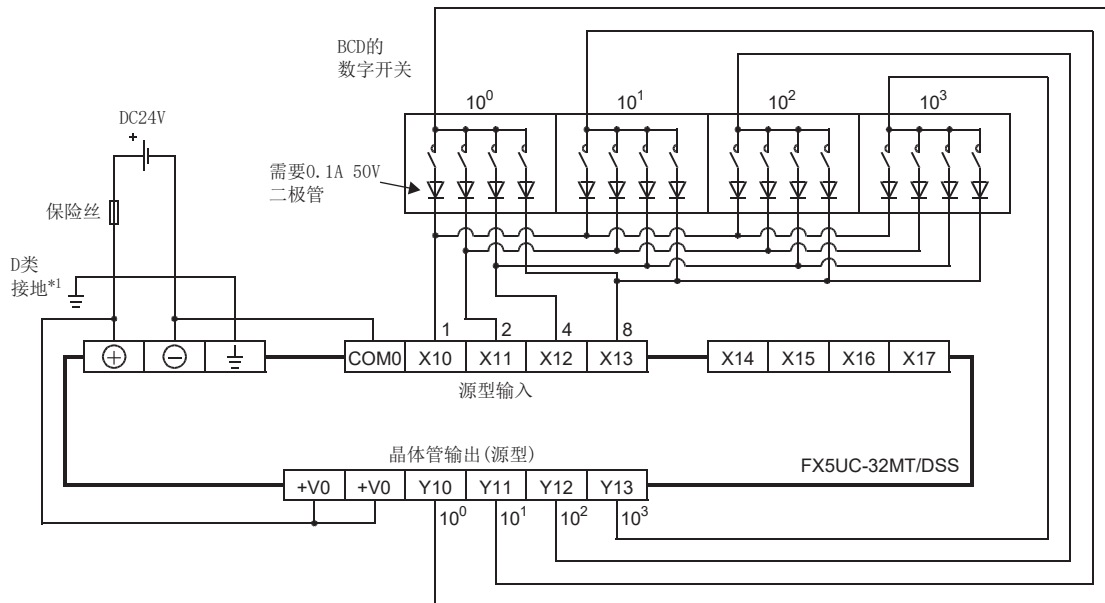 BCD的
数字开关
10⁰ 10¹ 10² 10³
DC24V
+
需要0.1A 50V
二极管
保险丝
D类
接地*1
1 2 4 8
+ − COM0 X10 X11 X12 X13 X14 X15 X16 X17
源型输入
晶体管输出(源型)
FX5UC-32MT/DSS
+V0 +V0 Y10 Y11 Y12 Y13
10⁰ 10¹ 10² 10³